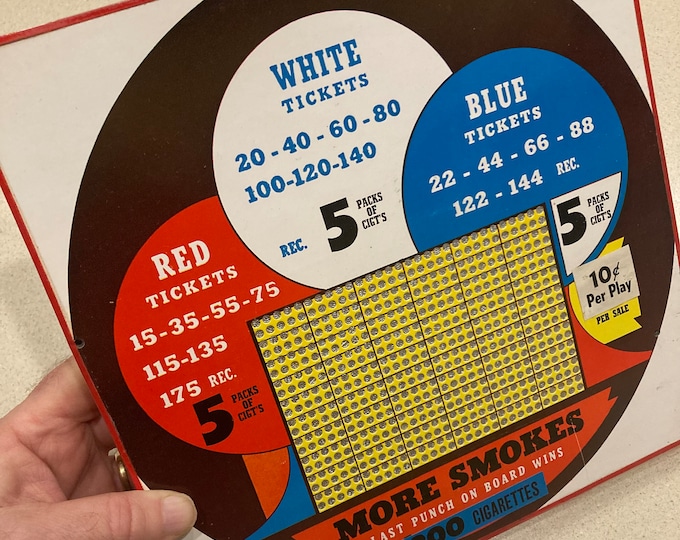 WHITE
TICKETS
20 - 40 - 60 - 80
100-120-140
REC. 5 PACKS OF CIGT'S
BLUE
TICKETS
22 - 44 - 66 - 88
122 - 144 REC.
5 PACKS OF CIGT'S
10¢
Per Play
PER SALE
RED
TICKETS
15-35-55-75
115-135
175 REC.
5 PACKS OF CIGT'S
MORE SMOKES
LAST PUNCH ON BOARD WINS
CIGARETTES